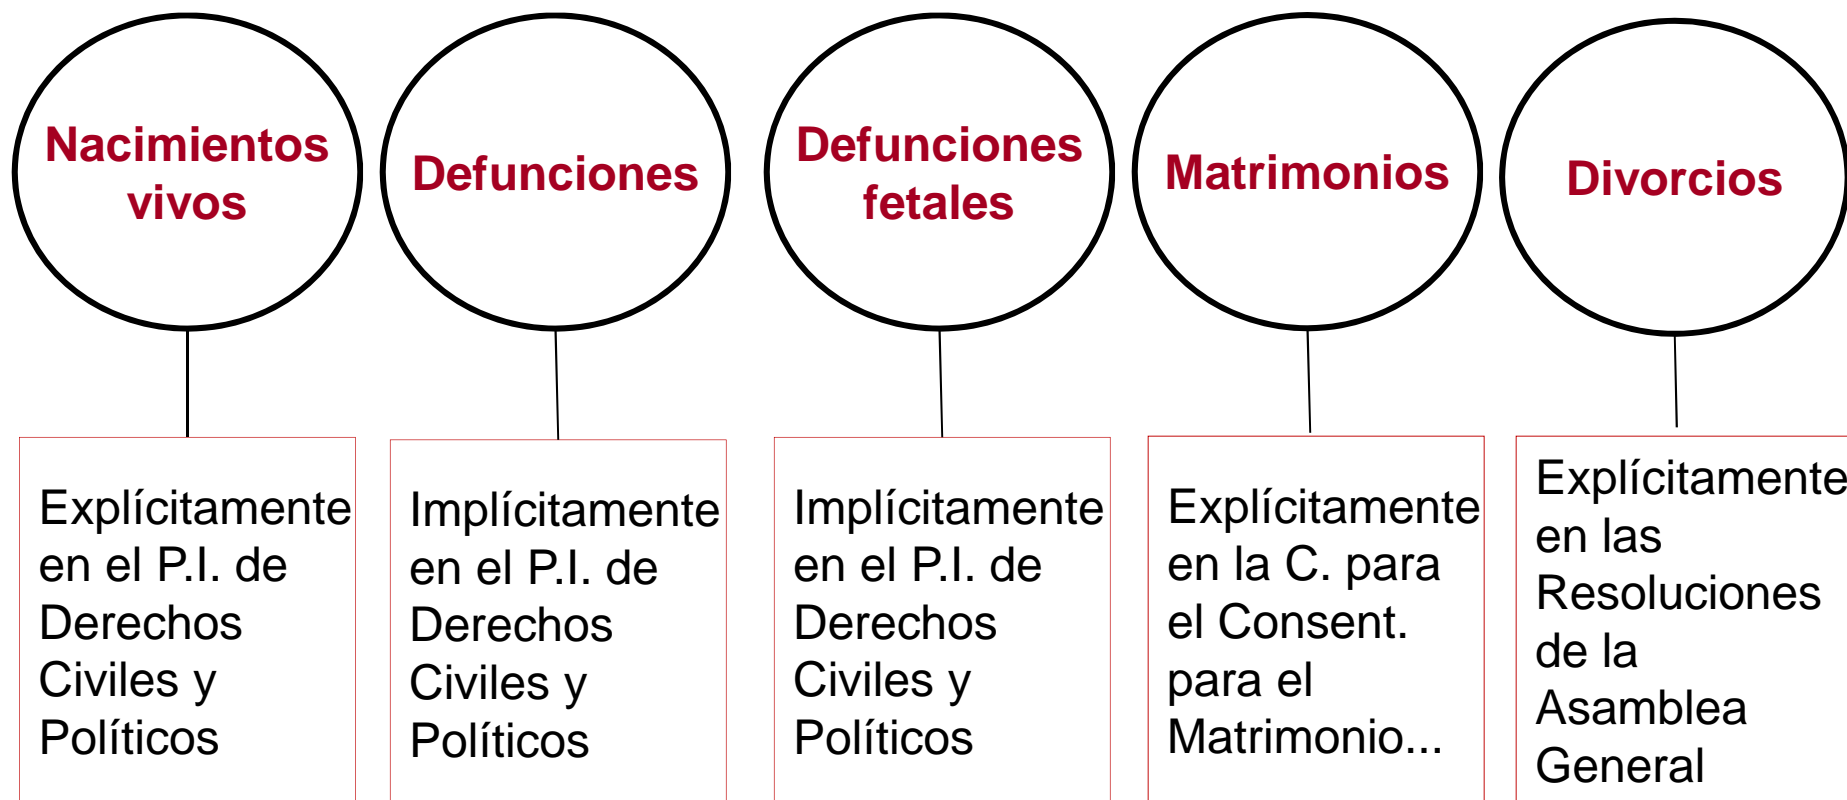 Nacimientos
vivos
Defunciones
Defunciones
fetales
Matrimonios
Divorcios
Explícitamente
en el P.I. de
Derechos
Civiles y
Políticos
Implícitamente
en el P.I. de
Derechos
Civiles y
Políticos
Implícitamente
en el P.I. de
Derechos
Civiles y
Políticos
Explícitamente
en la C. para
el Consent.
para el
Matrimonio...
Explícitamente
en las
Resoluciones
de la
Asamblea
General